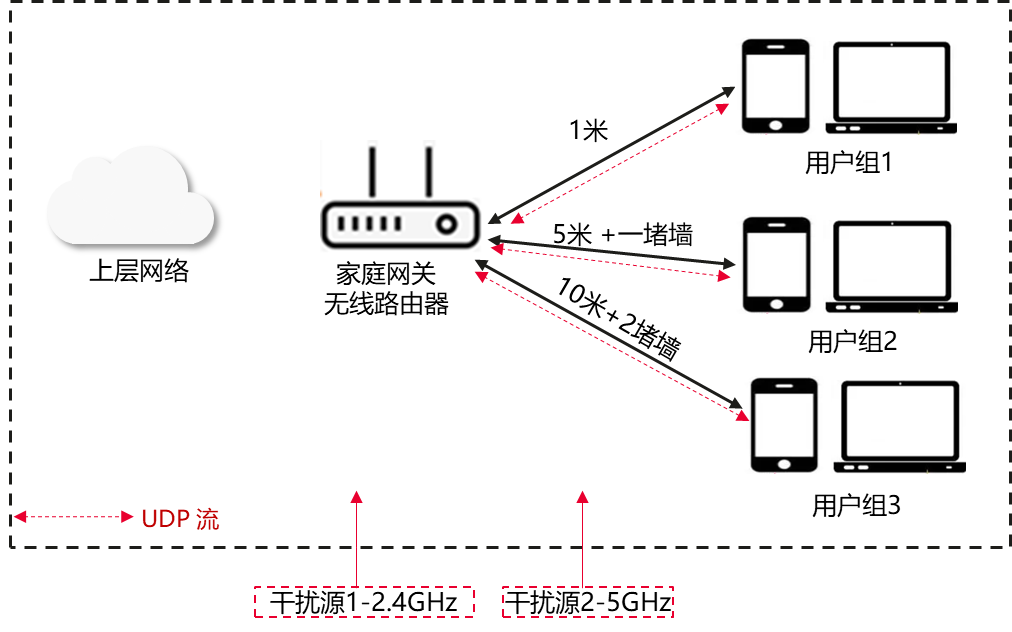 1米
用户组1
上层网络
家庭网关
无线路由器
5米 +一堵墙
用户组2
10米+2堵墙
用户组3
UDP 流
干扰源1-2.4GHz
干扰源2-5GHz